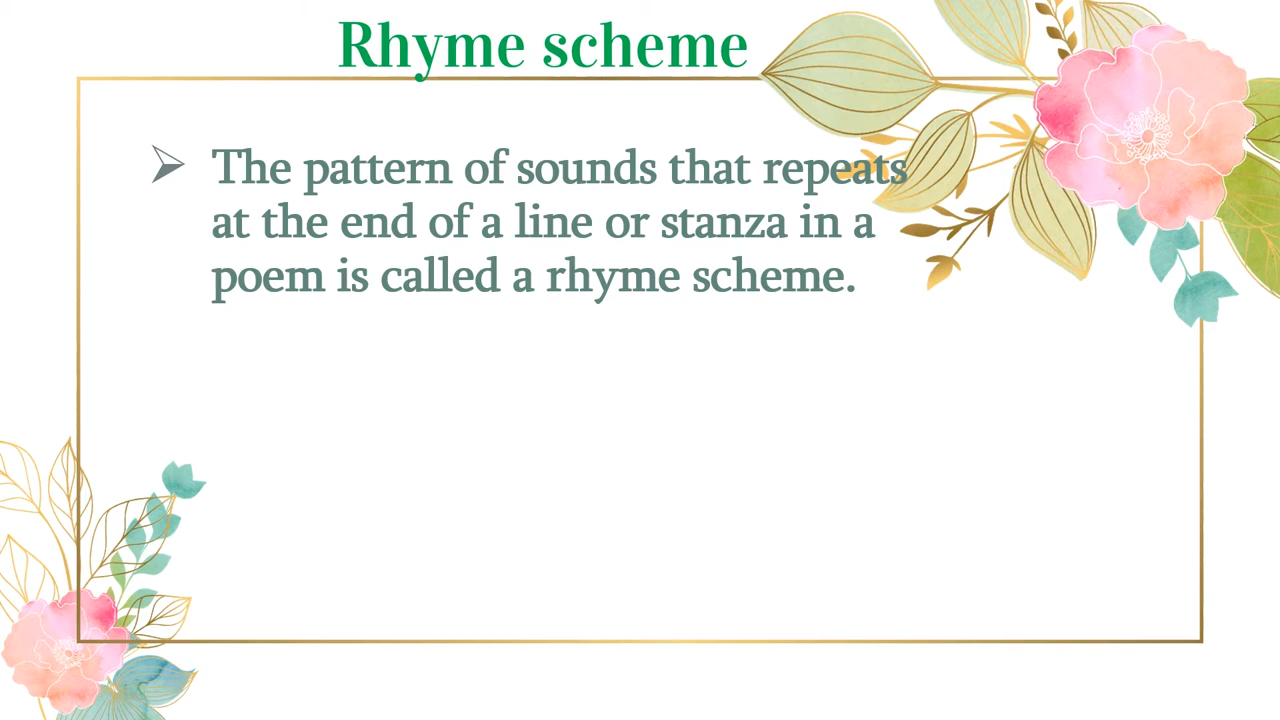 Rhyme scheme
The pattern of sounds that repeats
at the end of a line or stanza in a
poem is called a rhyme scheme.